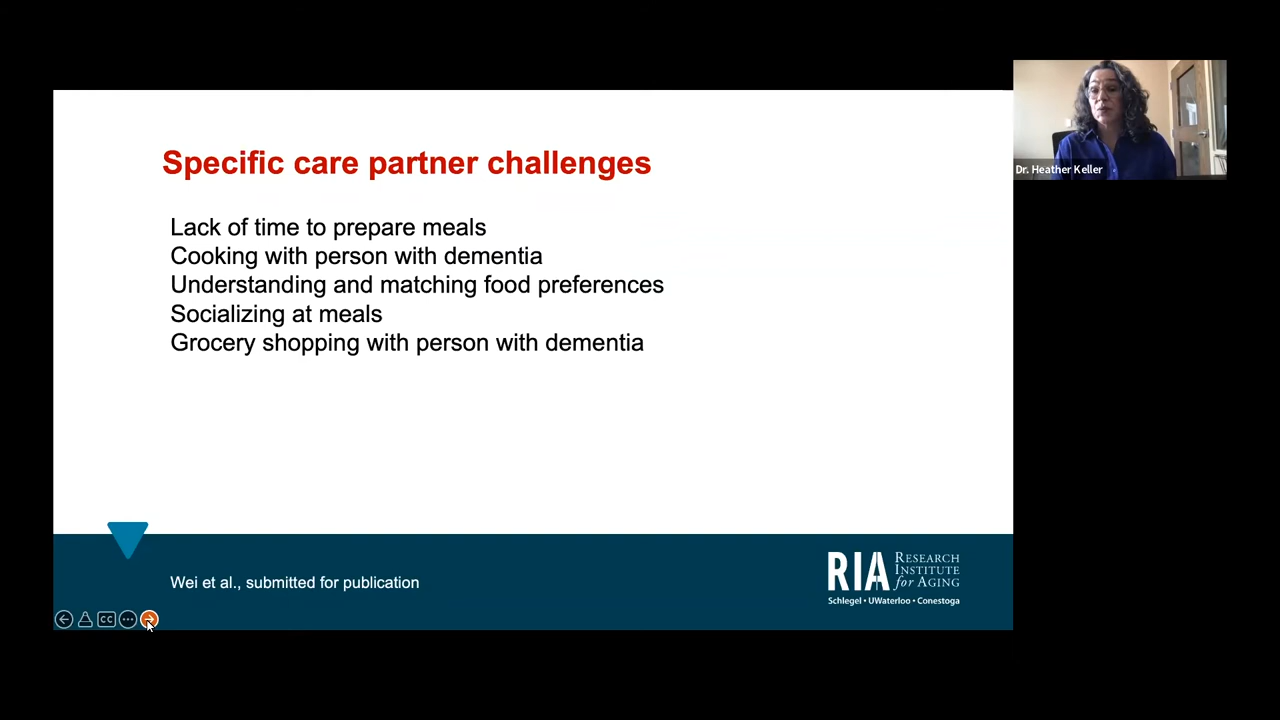 Specific care partner challenges
Lack of time to prepare meals
Cooking with person with dementia
Understanding and matching food preferences
Socializing at meals
Grocery shopping with person with dementia
Wei et al., submitted for publication
RIA
RESEARCH
INSTITUTE
for AGING
Schlegel • UWaterloo • Conestoga
CC
Dr. Heather Keller